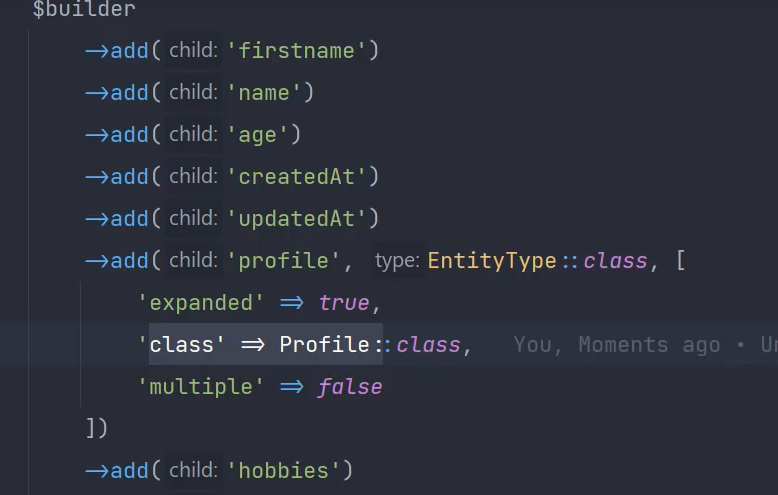 $builder
->add( child: 'firstname')
->add( child: 'name')
->add( child: 'age')
->add( child: 'createdAt')
->add( child: 'updatedAt')
->add( child: 'profile', type: EntityType::class, [
'expanded' => true,
'class' => Profile::class, You, Moments ago •
'multiple' => false
])
->add( child: 'hobbies')